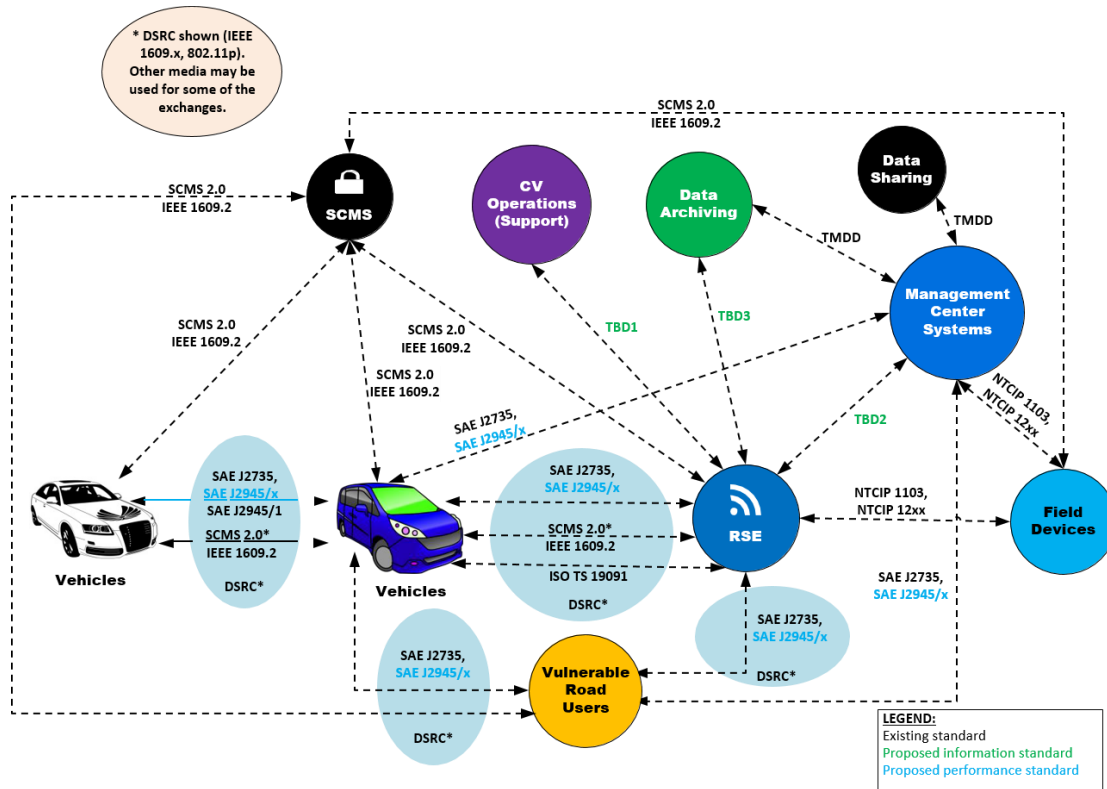 * DSRC shown (IEEE
1609.x, 802.11p).
Other media may be
used for some of the
exchanges.
SCMS 2.0
IEEE 1609.2
Data
Sharing
SCMS 2.0
IEEE 1609.2
SCMS
CV
Operations
(Support)
Data
Archiving
TMDD
TMDD
Management
Center
Systems
SCMS 2.0
IEEE 1609.2
SCMS 2.0
IEEE 1609.2
TBD1
TBD3
SCMS 2.0
IEEE 1609.2
NTCIP 1103,
NTCIP 12xx
SAE J2735,
SAE J2945/x
TBD2
SAE J2735,
SAE J2945/x
SAE J2945/1
SCMS 2.0*
IEEE 1609.2
DSRC*
Vehicles
Vehicles
SAE J2735,
SAE J2945/x
SCMS 2.0*
IEEE 1609.2
ISO TS 19091
DSRC*
RSE
NTCIP 1103,
NTCIP 12xx
Field
Devices
SAE J2735,
SAE J2945/x
SAE J2735,
SAE J2945/x
DSRC*
SAE J2735,
SAE J2945/x
DSRC*
Vulnerable
Road
Users
LEGEND:
Existing standard
Proposed information standard
Proposed performance standard